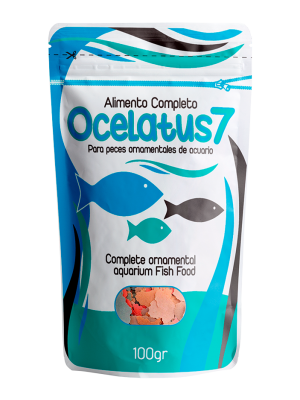 Alimento Completo
Ocelatus7
Para peces ornamentales de acuario
Complete ornamental
aquarium Fish Food
100gr